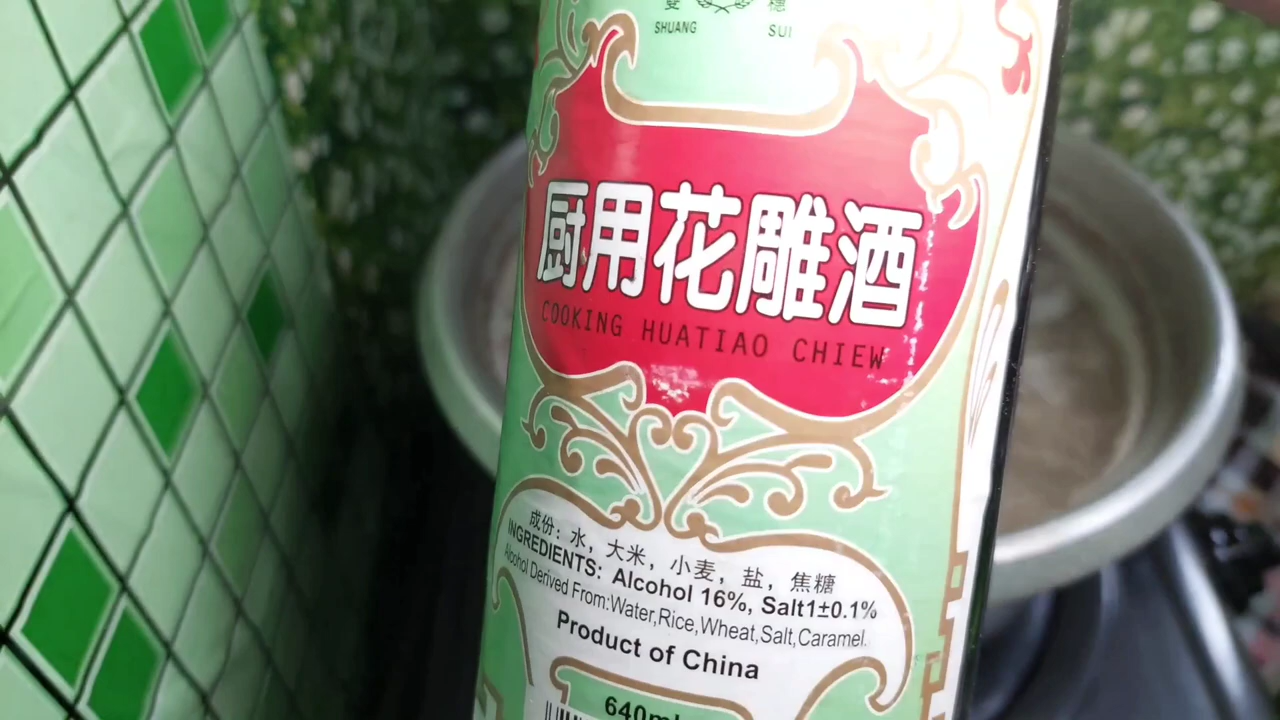 SHUANG SUI
厨用花雕酒
COOKING HUATIAO CHIEW
成份：水，大米，小麦，盐，焦糖
INGREDIENTS: Alcohol 16%, Salt1±0.1%
Alcohol Derived From:Water,Rice,Wheat,Salt,Caramel.
Product of China
640ml